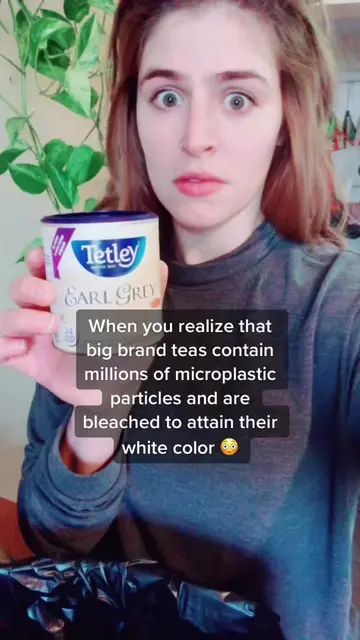 Tetley
EARL GREY
24
When you realize that
big brand teas contain
millions of microplastic
particles and are
bleached to attain their
white color 😳